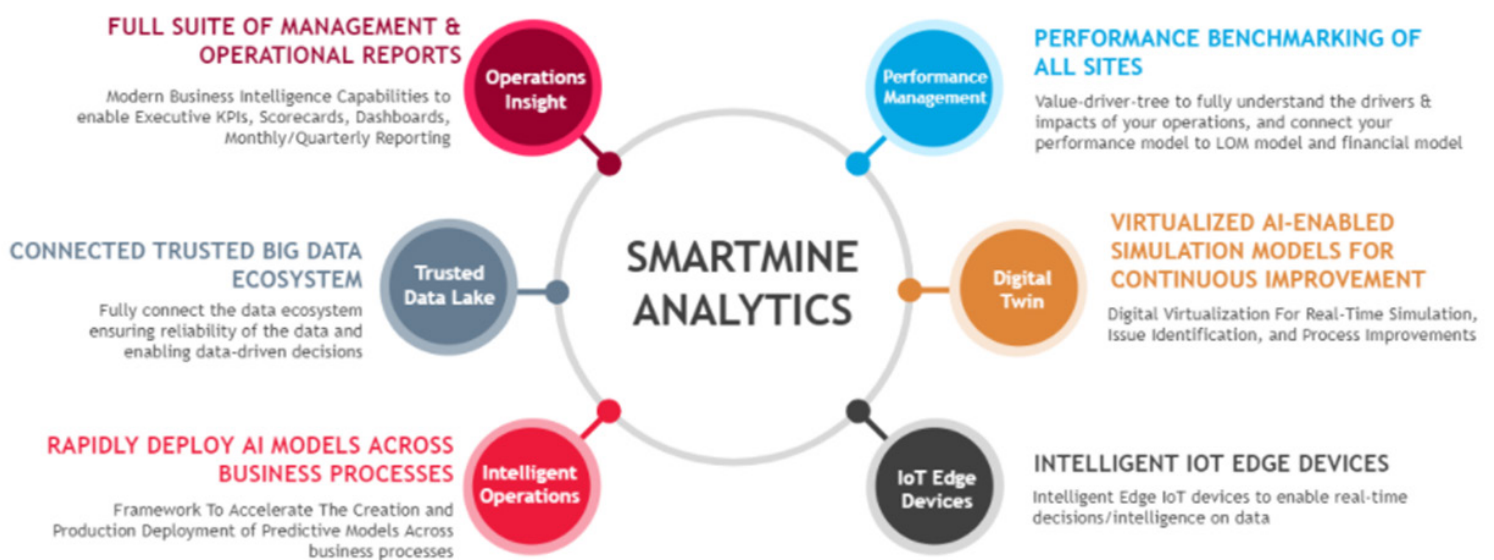 FULL SUITE OF MANAGEMENT &
OPERATIONAL REPORTS
Modern Business Intelligence Capabilities to
enable Executive KPIs, Scorecards, Dashboards,
Monthly/Quarterly Reporting
Operations
Insight
Performance
Management
PERFORMANCE BENCHMARKING OF
ALL SITES
Value-driver-tree to fully understand the drivers &
impacts of your operations, and connect your
performance model to LOM model and financial model
CONNECTED TRUSTED BIG DATA
ECOSYSTEM
Fully connect the data ecosystem
ensuring reliability of the data and
enabling data-driven decisions
Trusted
Data Lake
SMARTMINE
ANALYTICS
Digital
Twin
VIRTUALIZED AI-ENABLED
SIMULATION MODELS FOR
CONTINUOUS IMPROVEMENT
Digital Virtualization For Real-Time Simulation,
Issue Identification, and Process Improvements
RAPIDLY DEPLOY AI MODELS ACROSS
BUSINESS PROCESSES
Framework To Accelerate The Creation and
Production Deployment of Predictive Models Across
business processes
Intelligent
Operations
IoT Edge
Devices
INTELLIGENT IOT EDGE DEVICES
Intelligent Edge IoT devices to enable real-time
decisions/intelligence on data